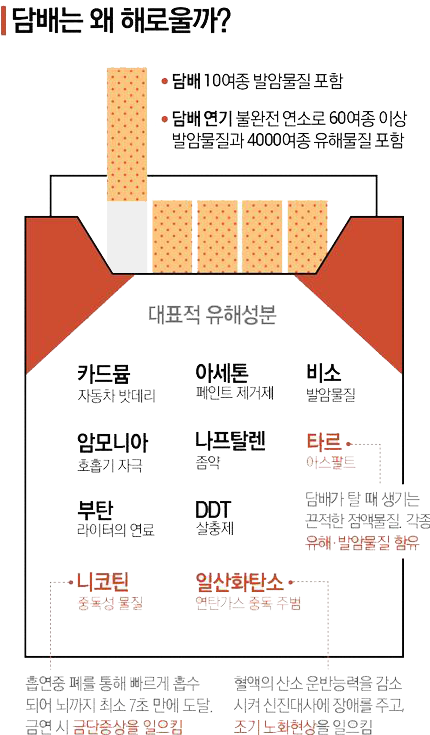 담배는 왜 해로울까?
• 담배 10여종 발암물질 포함
• 담배 연기 불완전 연소로 60여종 이상
발암물질과 4000여종 유해물질 포함
대표적 유해성분
카드뮴
자동차 밧데리
아세톤
페인트 제거제
비소
발암물질
암모니아
호흡기 자극
나프탈렌
좀약
타르
아스팔트
담배가 탈 때 생기는
끈적한 점액물질. 각종
유해·발암물질 함유
부탄
라이터의 연료
DDT
살충제
니코틴
중독성 물질
일산화탄소
연탄가스 중독 주범
흡연중 폐를 통해 빠르게 흡수
되어 뇌까지 최소 7초 만에 도달.
금연 시 금단증상을 일으킴
혈액의 산소 운반능력을 감소
시켜 신진대사에 장애를 주고,
조기 노화현상을 일으킴